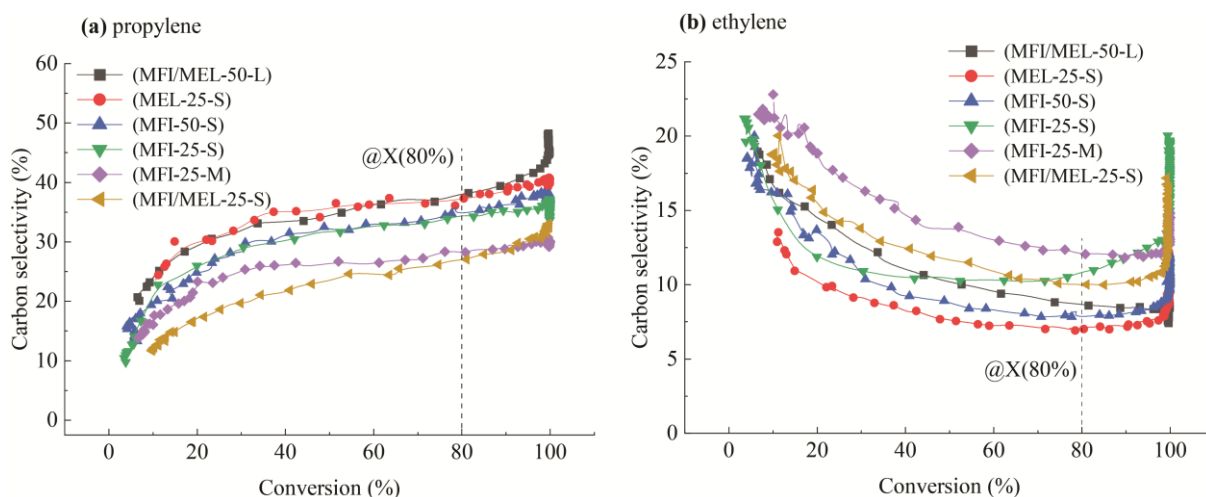 (a) propylene
60
50
40
30
20
10
0
Carbon selectivity (%)
(MFI/MEL-50-L)
(MEL-25-S)
(MFI-50-S)
(MFI-25-S)
(MFI-25-M)
(MFI/MEL-25-S)
@X(80%)
0 20 40 60 80 100
Conversion (%)
(b) ethylene
25
20
15
10
5
0
Carbon selectivity (%)
(MFI/MEL-50-L)
(MEL-25-S)
(MFI-50-S)
(MFI-25-S)
(MFI-25-M)
(MFI/MEL-25-S)
@X(80%)
0 20 40 60 80 100
Conversion (%)